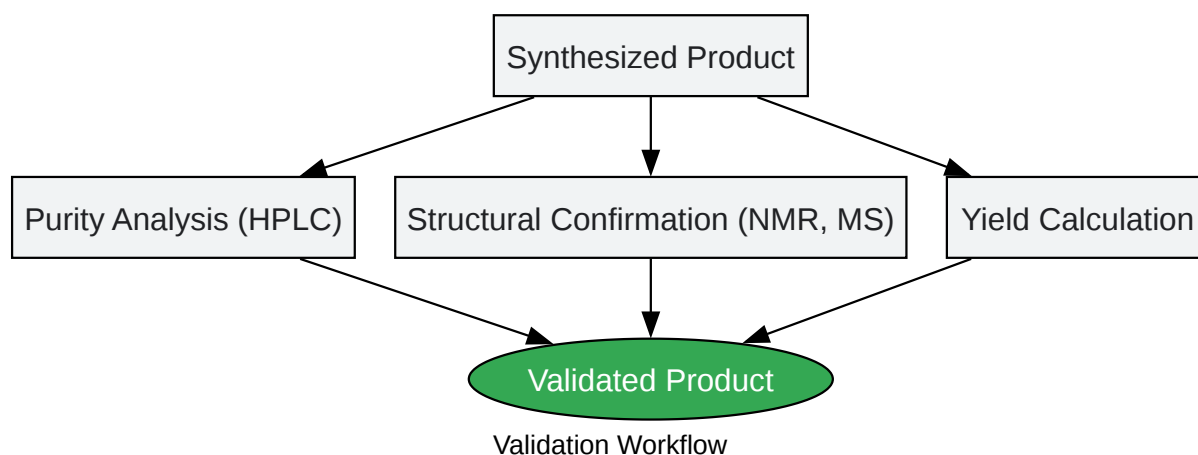 Synthesized Product
Purity Analysis (HPLC)
Structural Confirmation (NMR, MS)
Yield Calculation
Validated Product
Validation Workflow